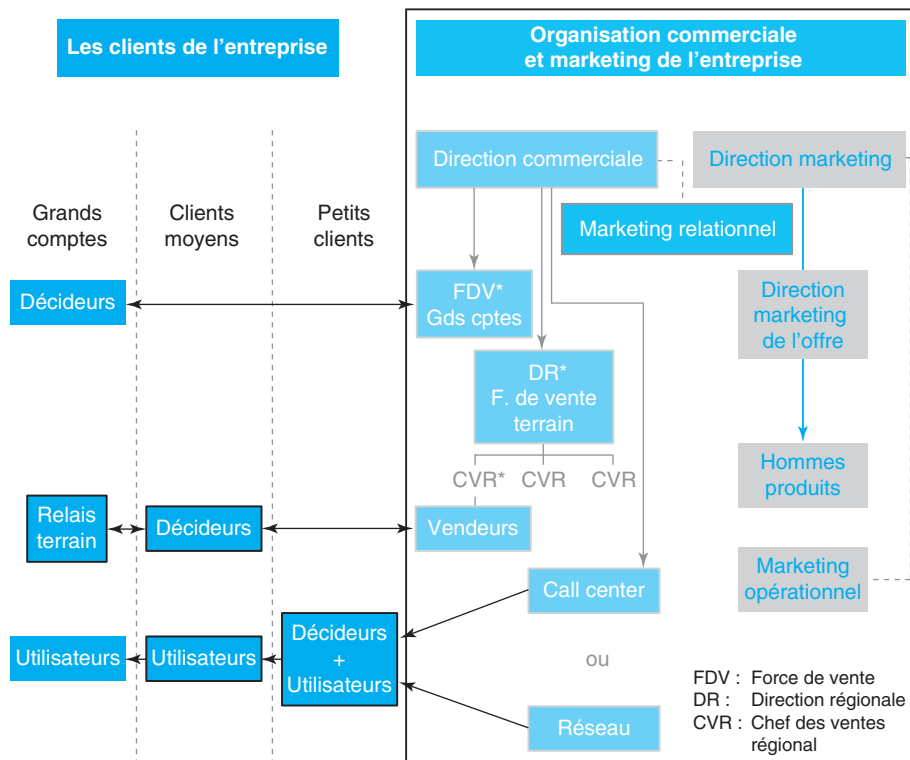 Les clients de l'entreprise
Organisation commerciale
et marketing de l'entreprise
Direction commerciale
Direction marketing
Marketing relationnel
Grands
comptes
Clients
moyens
Petits
clients
Décideurs
FDV*
Gds cptes
Direction
marketing
de l'offre
DR*
F. de vente
terrain
CVR*
CVR
CVR
Hommes
produits
Relais
terrain
Décideurs
Vendeurs
Call center
Marketing
opérationnel
Utilisateurs
Utilisateurs
Décideurs
+
Utilisateurs
ou
Réseau
FDV : Force de vente
DR : Direction régionale
CVR : Chef des ventes
régional